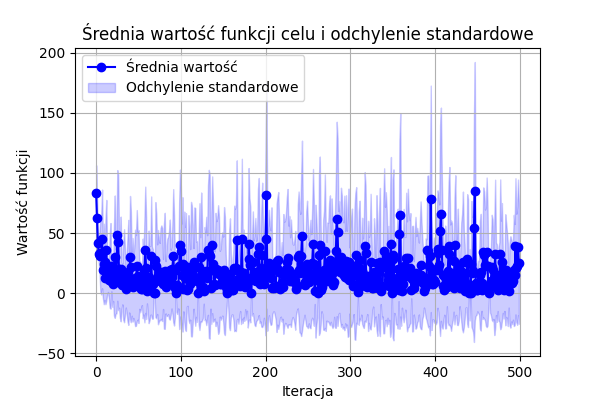 Średnia wartość funkcji celu i odchylenie standardowe
200
150
100
50
0
−50
Wartość funkcji
Średnia wartość
Odchylenie standardowe
0
100
200
300
400
500
Iteracja